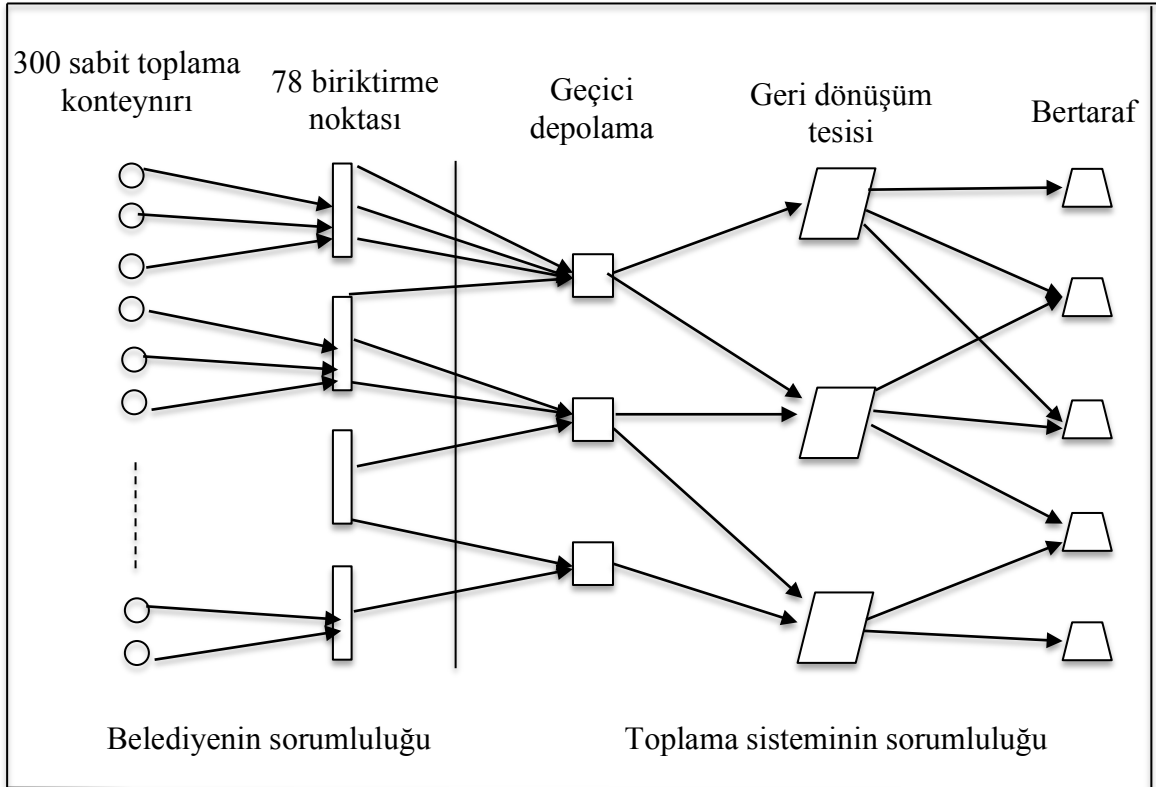 300 sabit toplama
konteynırı
78 biriktirme
noktası
Geçici
depolama
Geri dönüşüm
tesisi
Bertaraf
Belediyenin sorumluluğu
Toplama sisteminin sorumluluğu